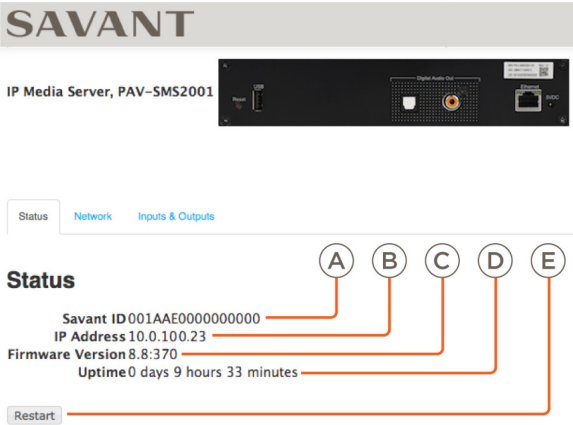 SAVANT
IP Media Server, PAV-SMS2001
Reset
USB
Digital Audio Out
Ethernet
5VDC
Status Network Inputs & Outputs
A B C D E
Status
Savant ID 001AAE0000000000
IP Address 10.0.100.23
Firmware Version 8.8:370
Uptime 0 days 9 hours 33 minutes
Restart